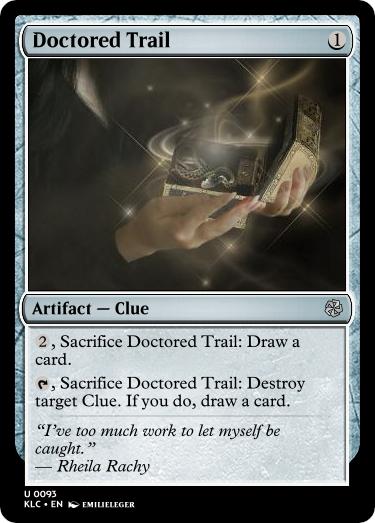 Doctored Trail 1
Artifact — Clue
2, Sacrifice Doctored Trail: Draw a
card.
, Sacrifice Doctored Trail: Destroy
target Clue. If you do, draw a card.
“I’ve too much work to let myself be
caught.”
— Rheila Rachy
U 0093
KLC • EN EMILIELEGER